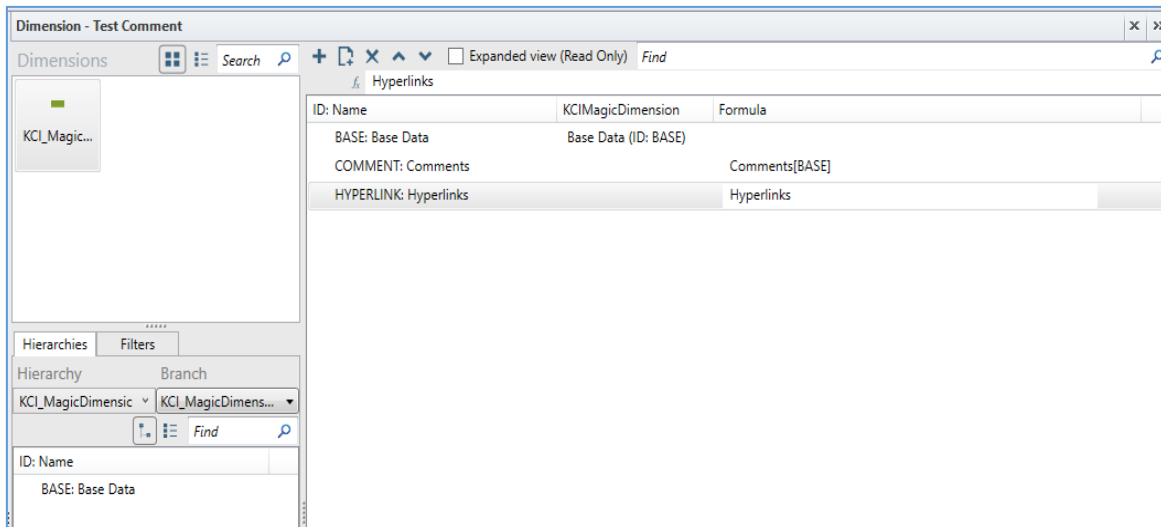 Dimension - Test Comment
Dimensions
Search
Expanded view (Read Only)
Find
fx Hyperlinks
KCI_Magic...
ID: Name KCIMagicDimension Formula
BASE: Base Data Base Data (ID: BASE)
COMMENT: Comments Comments[BASE]
HYPERLINK: Hyperlinks Hyperlinks
Hierarchies Filters
Hierarchy Branch
KCI_MagicDimensic KCI_MagicDimens...
Find
ID: Name
BASE: Base Data